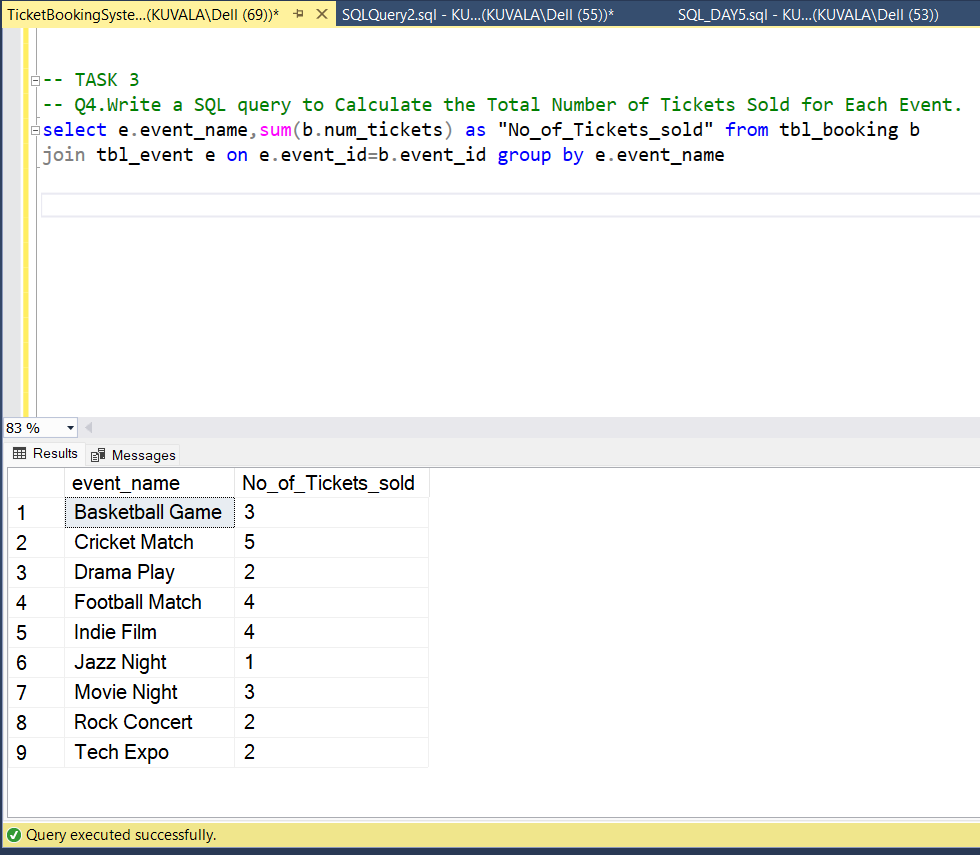 TicketBookingSyste...(KUVALA\Dell (69))* SQLQuery2.sql - KU...(KUVALA\Dell (55))* SQL_DAY5.sql - KU...(KUVALA\Dell (53))
-- TASK 3
-- Q4.Write a SQL query to Calculate the Total Number of Tickets Sold for Each Event.
select e.event_name,sum(b.num_tickets) as "No_of_Tickets_sold" from tbl_booking b
join tbl_event e on e.event_id=b.event_id group by e.event_name
83 %
Results Messages
event_name No_of_Tickets_sold
1 Basketball Game 3
2 Cricket Match 5
3 Drama Play 2
4 Football Match 4
5 Indie Film 4
6 Jazz Night 1
7 Movie Night 3
8 Rock Concert 2
9 Tech Expo 2
Query executed successfully.